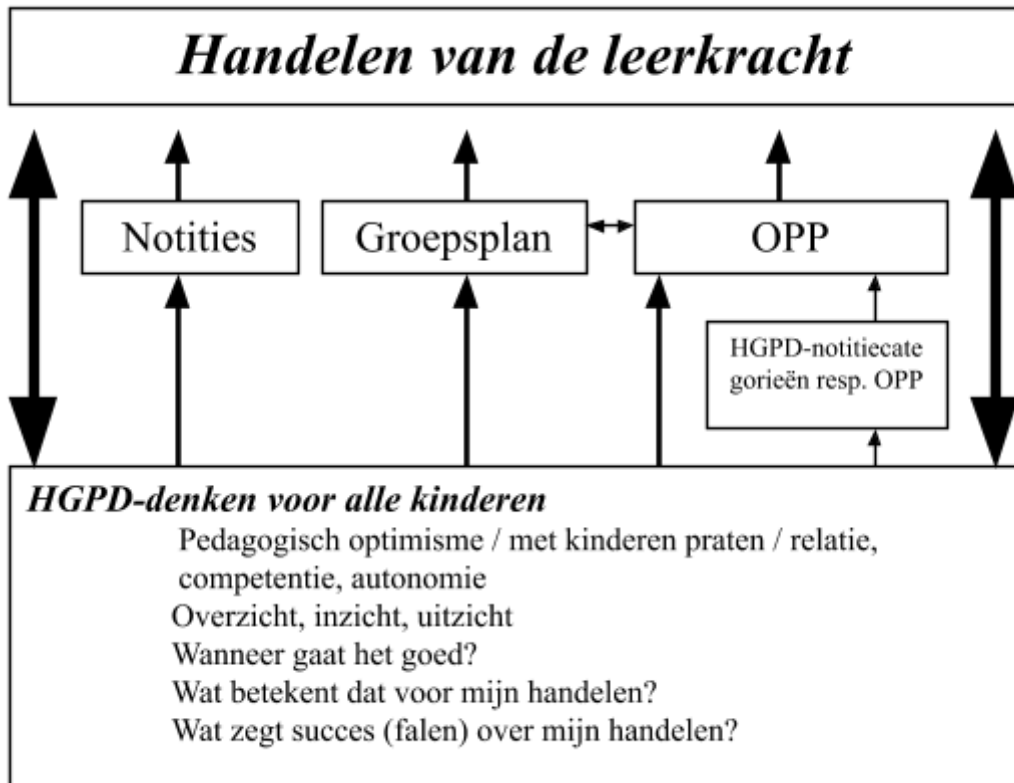 Handelen van de leerkracht
Notities
Groepsplan
OPP
HGPD-notitiecate
gorieën resp. OPP
HGPD-denken voor alle kinderen
Pedagogisch optimisme / met kinderen praten / relatie,
competentie, autonomie
Overzicht, inzicht, uitzicht
Wanneer gaat het goed?
Wat betekent dat voor mijn handelen?
Wat zegt succes (falen) over mijn handelen?